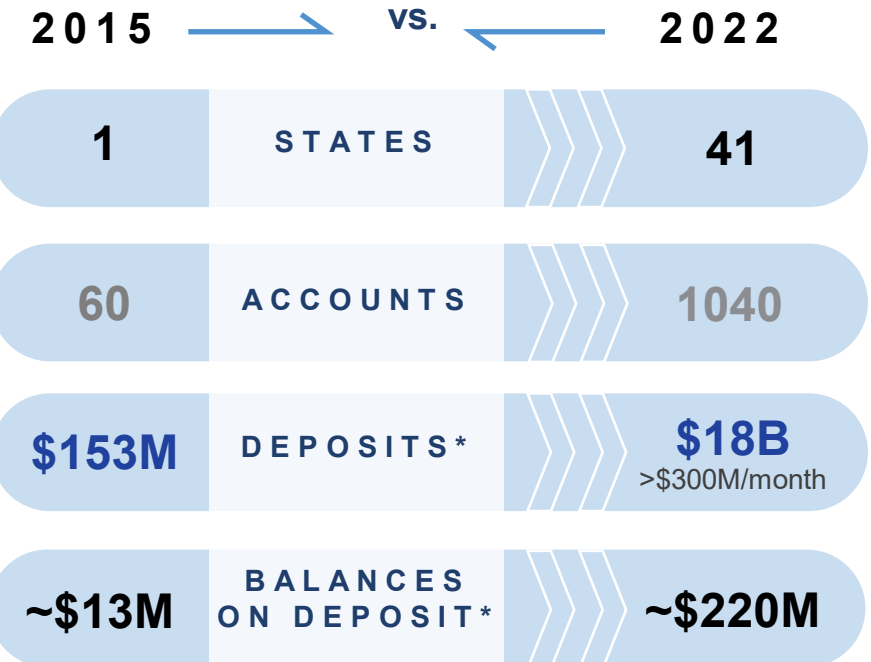 2015 vs. 2022
1 STATES 41
60 ACCOUNTS 1040
$153M DEPOSITS* $18B
>$300M/month
~$13M BALANCES
ON DEPOSIT* ~$220M